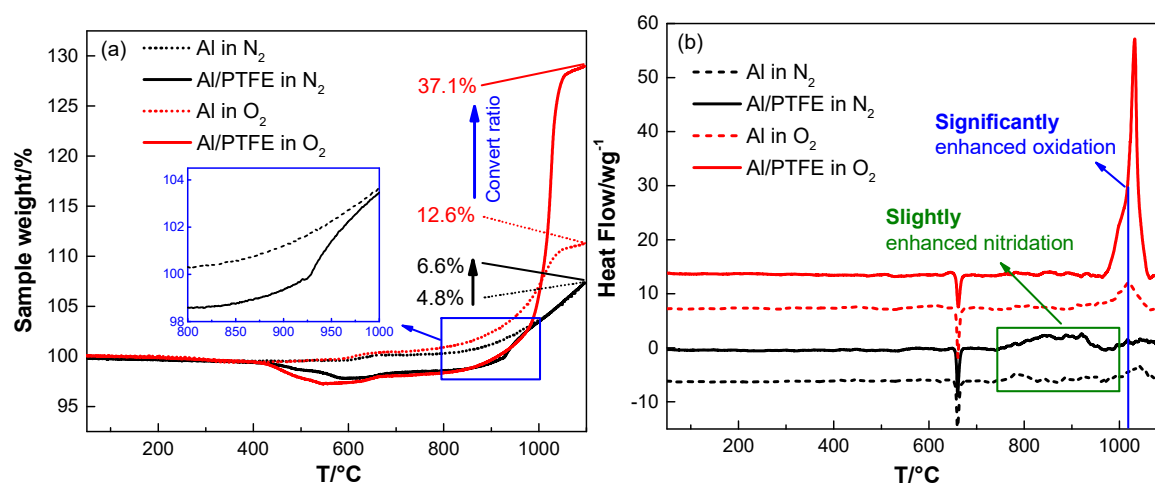 (a)
Al in N2
Al/PTFE in N2
Al in O2
Al/PTFE in O2
37.1%
Convert ratio
12.6%
6.6%
4.8%
130
125
120
115
110
105
100
95
Sample weight/%
104
102
100
98
800
850
900
950
1000
200
400
600
800
1000
T/°C
(b)
Al in N2
Al/PTFE in N2
Al in O2
Al/PTFE in O2
Significantly
enhanced oxidation
Slightly
enhanced nitridation
60
50
40
30
20
10
0
-10
Heat Flow/wg-1
200
400
600
800
1000
T/°C